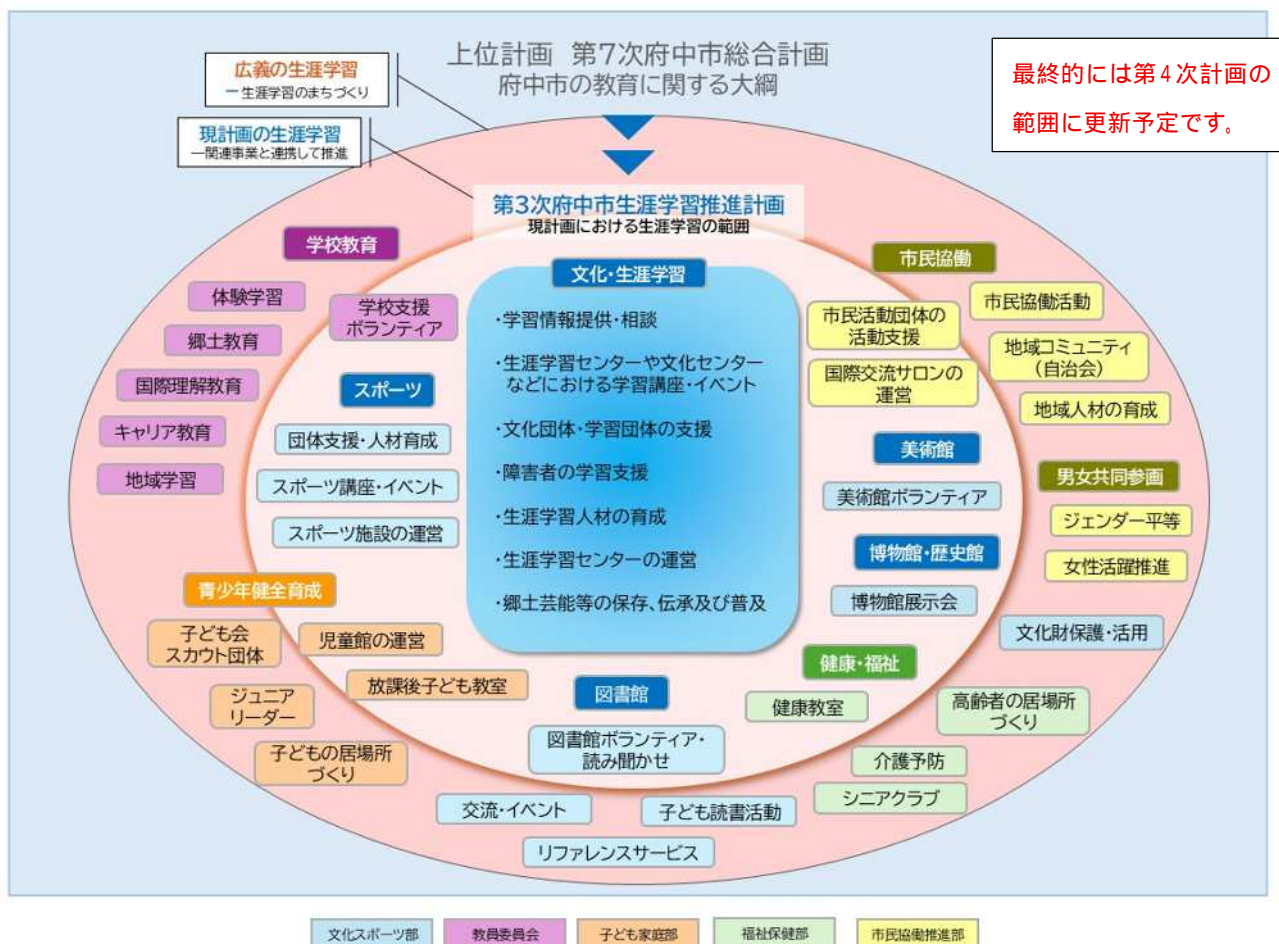 上位計画 第7次府中市総合計画
府中市の教育に関する大綱
最終的には第4次計画の
範囲に更新予定です。
広義の生涯学習
ー生涯学習のまちづくり
現計画の生涯学習
―関連事業と連携して推進
第3次府中市生涯学習推進計画
現計画における生涯学習の範囲
学校教育
体験学習
郷土教育
国際理解教育
キャリア教育
地域学習
学校支援
ボランティア
スポーツ
団体支援・人材育成
スポーツ講座・イベント
スポーツ施設の運営
文化・生涯学習
・学習情報提供・相談
・生涯学習センターや文化センター
などにおける学習講座・イベント
・文化団体・学習団体の支援
・障害者の学習支援
・生涯学習人材の育成
・生涯学習センターの運営
・郷土芸能等の保存、伝承及び普及
市民協働
市民活動団体の
活動支援
国際交流サロンの
運営
市民協働活動
地域コミュニティ
(自治会)
地域人材の育成
美術館
美術館ボランティア
博物館・歴史館
博物館展示会
男女共同参画
ジェンダー平等
女性活躍推進
文化財保護・活用
青少年健全育成
子ども会
スカウト団体
児童館の運営
ジュニア
リーダー
放課後子ども教室
子どもの居場所
づくり
図書館
図書館ボランティア・
読み聞かせ
交流・イベント
子ども読書活動
リファレンスサービス
健康・福祉
健康教室
高齢者の居場所
づくり
介護予防
シニアクラブ
文化スポーツ部
教員委員会
子ども家庭部
福祉保健部
市民協働推進部